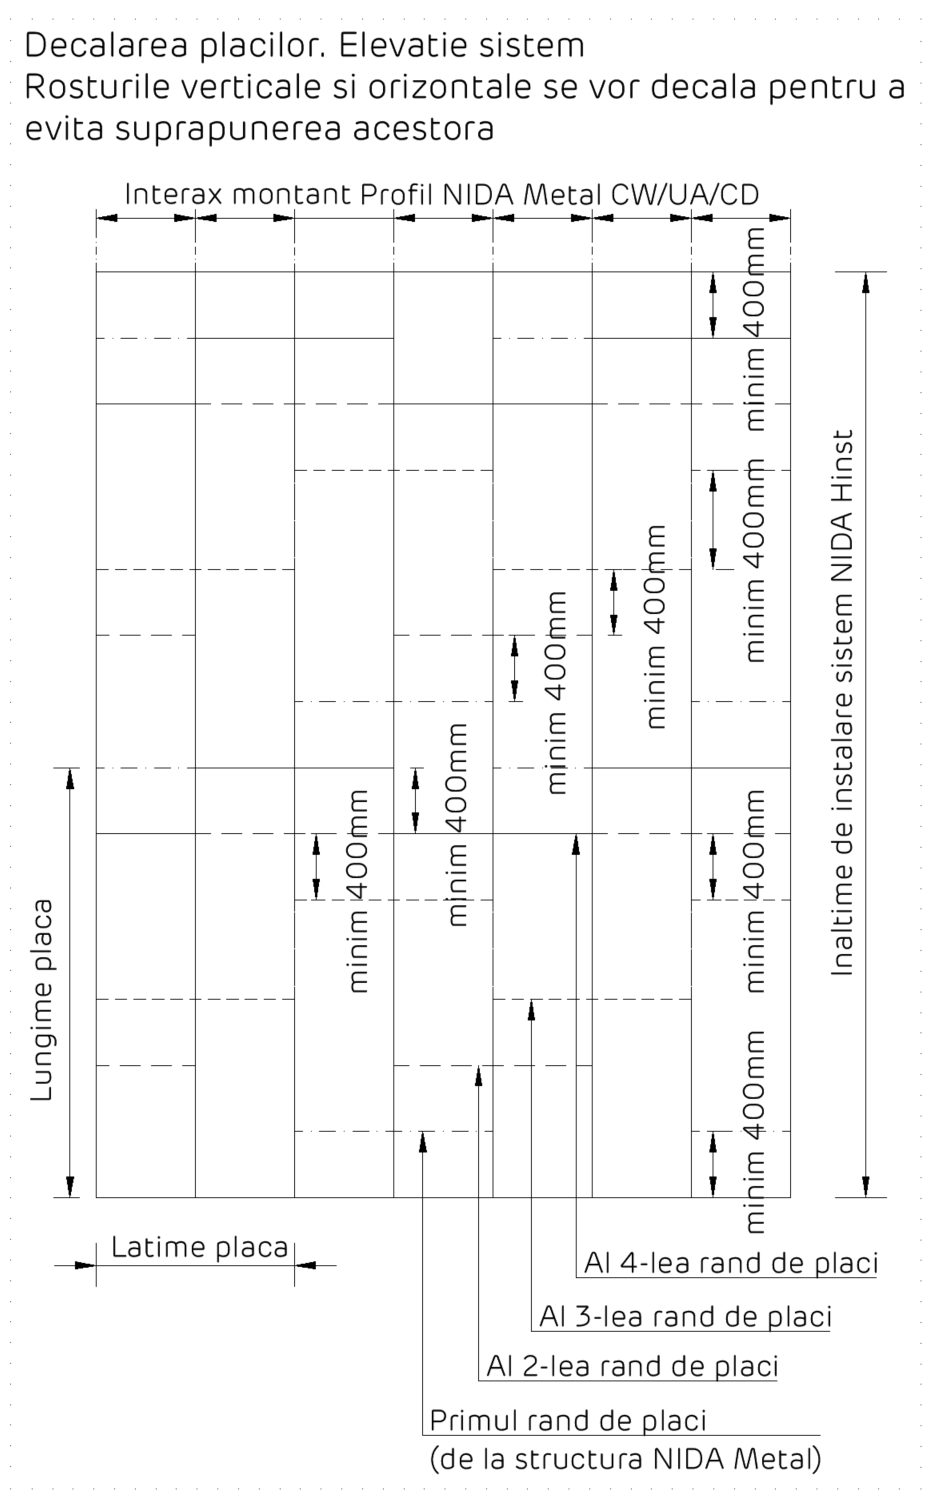 Decalarea placilor. Elevatie sistem
Rosturile verticale si orizontale se vor decala pentru a
evita suprapunerea acestora
Interax montant Profil NIDA Metal CW/UA/CD
minim 400mm
minim 400mm
minim 400mm
minim 400mm
minim 400mm
minim 400mm
minim 400mm
minim 400mm
Inaltime de instalare sistem NIDA Hinst
Lungime placa
Latime placa
Al 4-lea rand de placi
Al 3-lea rand de placi
Al 2-lea rand de placi
Primul rand de placi
(de la structura NIDA Metal)